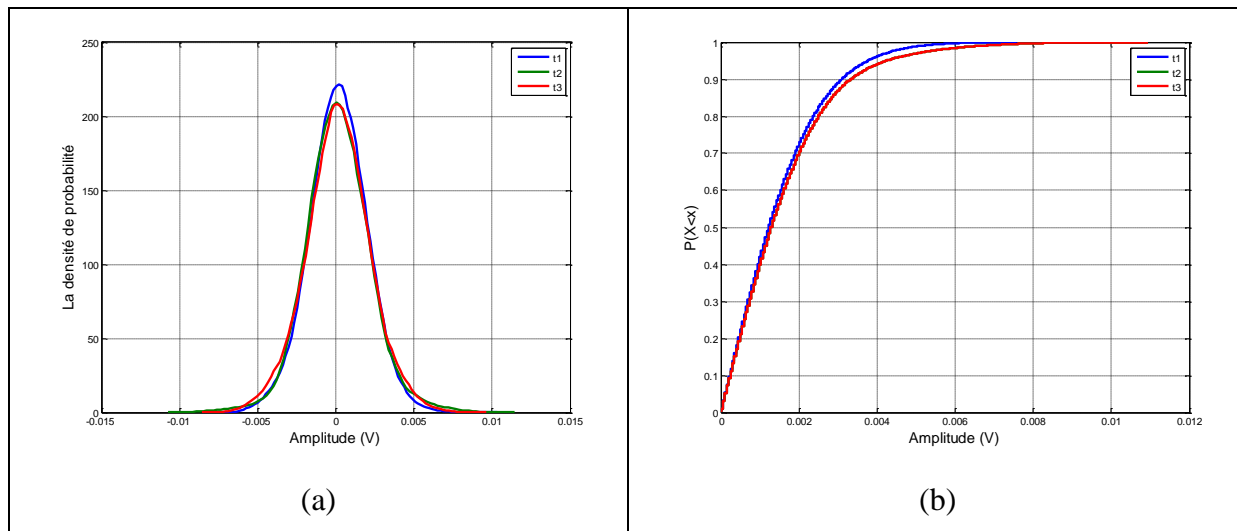 250
200
150
100
50
0
-0.015
-0.01
-0.005
0
0.005
0.01
0.015
La densité de probabilité
Amplitude (V)
t1
t2
t3
(a)
1
0.9
0.8
0.7
0.6
0.5
0.4
0.3
0.2
0.1
0
0
0.002
0.004
0.006
0.008
0.01
0.012
P(X<x)
Amplitude (V)
t1
t2
t3
(b)